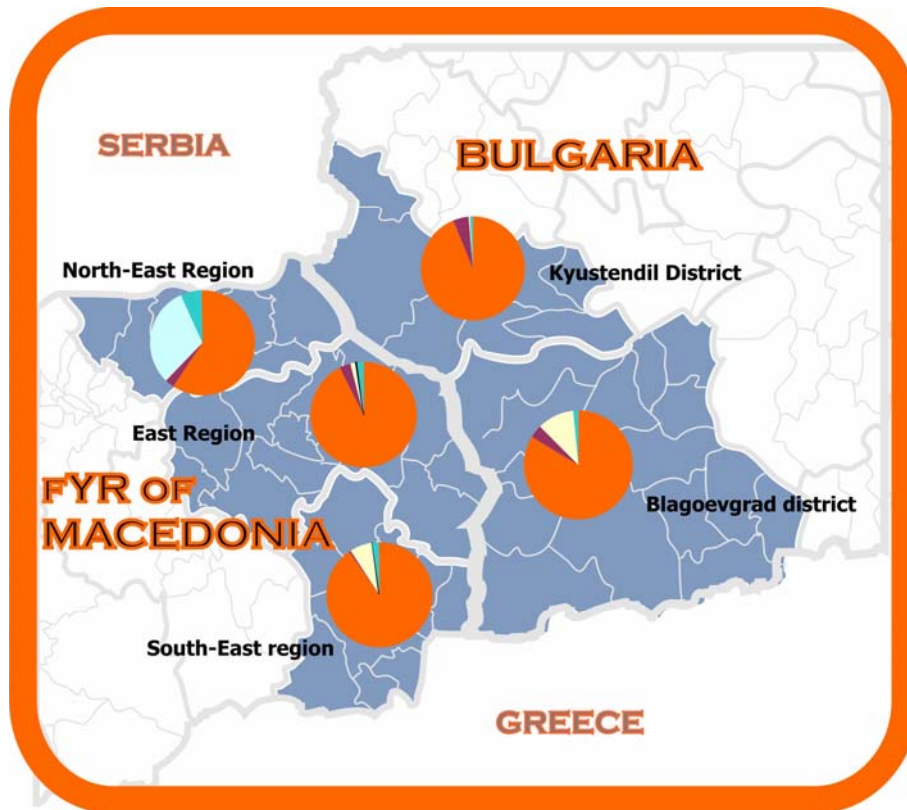 SERBIA
BULGARIA
North-East Region
Kyustendil District
East Region
fYR OF
MACEDONIA
Blagoevgrad district
South-East region
GREECE